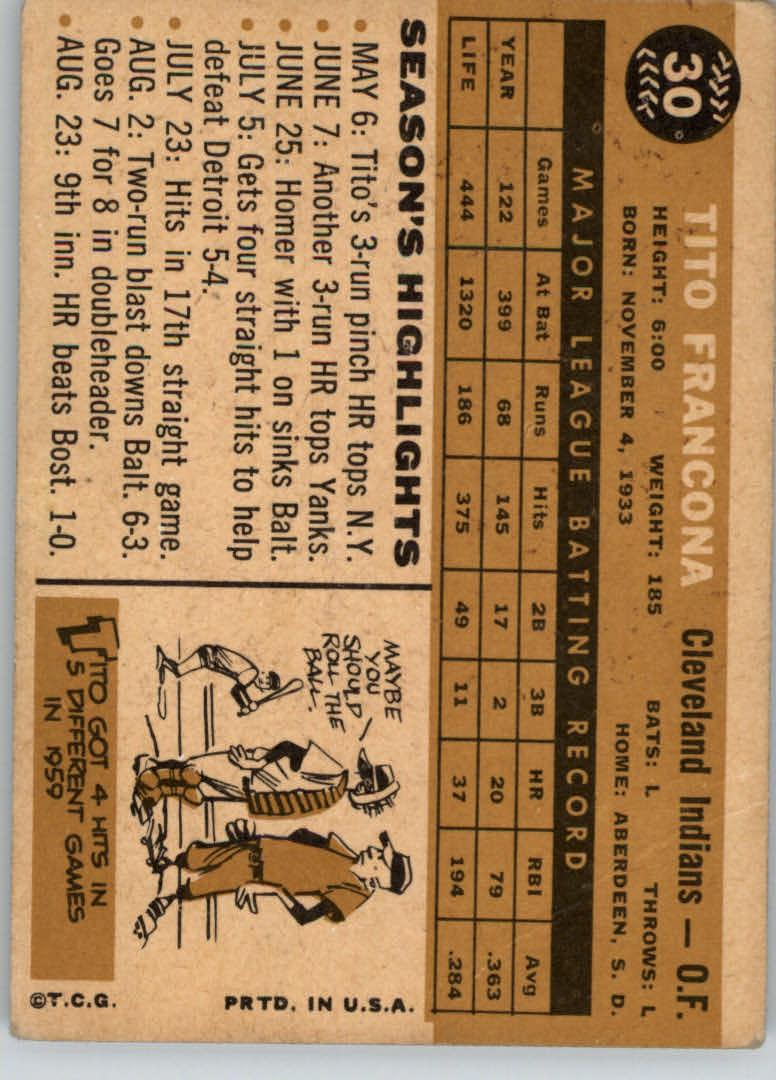 30
TITO FRANCONA Cleveland Indians — O.F.
HEIGHT: 6:00 WEIGHT: 185 BATS: L THROWS: L
BORN: NOVEMBER 4, 1933 HOME: ABERDEEN, S. D.
MAJOR LEAGUE BATTING RECORD
Games At Bat Runs Hits 2B 3B HR RBI Avg
YEAR 122 399 68 145 17 2 20 79 .363
LIFE 444 1320 186 375 49 11 37 194 .284
SEASON'S HIGHLIGHTS
• MAY 6: Tito's 3-run pinch HR tops N.Y.
• JUNE 7: Another 3-run HR tops Yanks.
• JUNE 25: Homer with 1 on sinks Balt.
• JULY 5: Gets four straight hits to help
defeat Detroit 5-4.
• JULY 23: Hits in 17th straight game.
• AUG. 2: Two-run blast downs Balt. 6-3.
Goes 7 for 8 in doubleheader.
• AUG. 23: 9th inn. HR beats Bost. 1-0.
MAYBE
YOU
SHOULD
ROLL THE
BALL.
TITO GOT 4 HITS IN
5 DIFFERENT GAMES
IN 1959
PRTD. IN U.S.A.
©T.C.G.